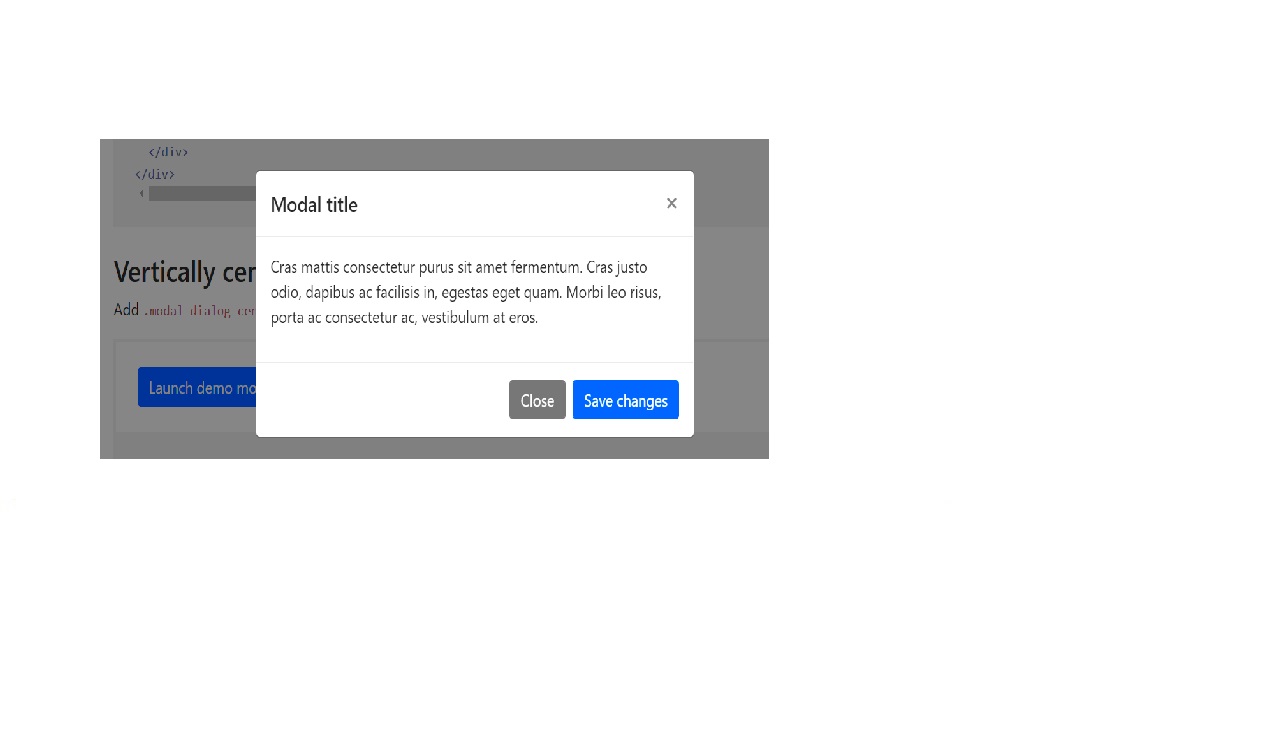 </div>
</div>
Modal title ×
Vertically cer
Add .modal dialog cer
Cras mattis consectetur purus sit amet fermentum. Cras justo
odio, dapibus ac facilisis in, egestas eget quam. Morbi leo risus,
porta ac consectetur ac, vestibulum at eros.
Launch demo mo
Close Save changes